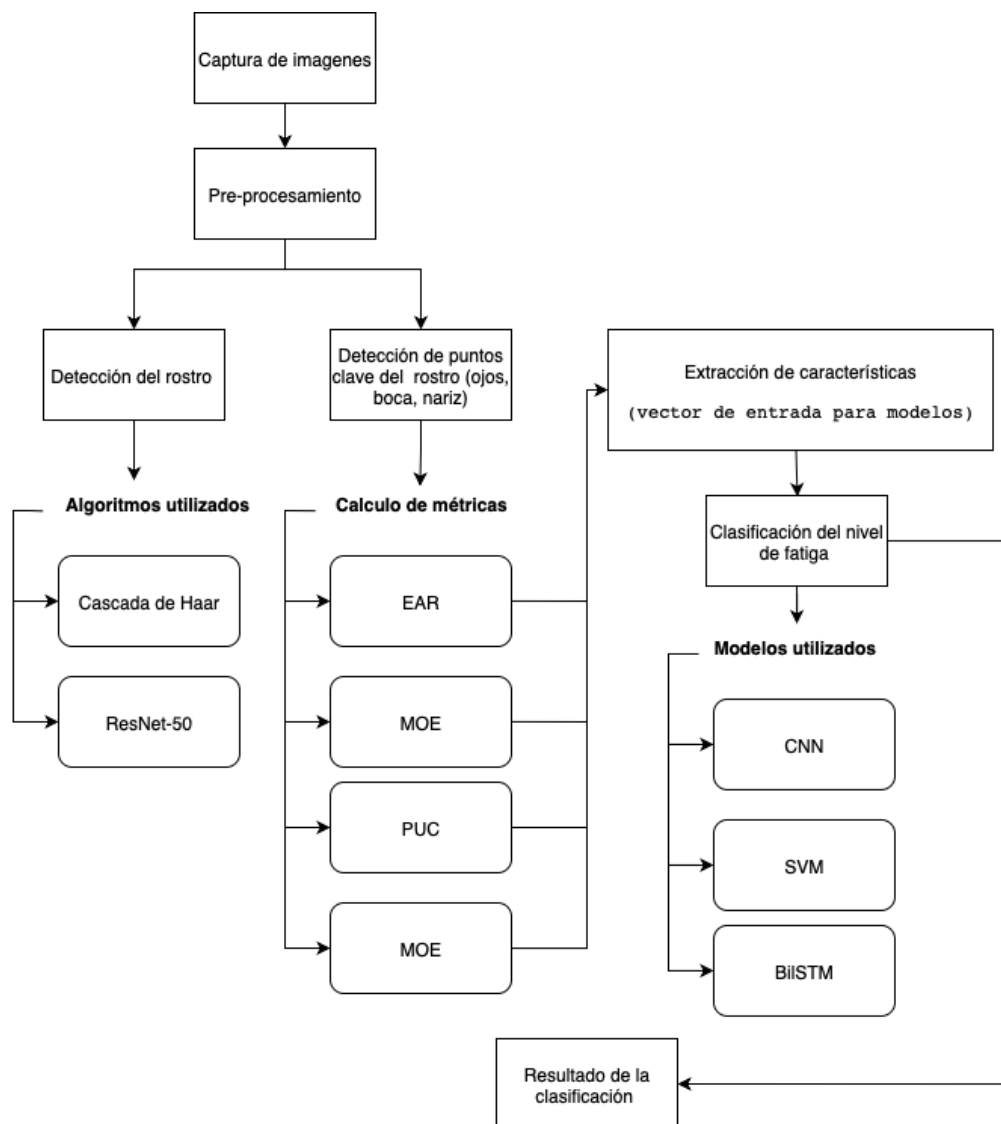 Captura de imagenes
Pre-procesamiento
Detección del rostro
Detección de puntos
clave del rostro (ojos,
boca, nariz)
Extracción de características
(vector de entrada para modelos)
Algoritmos utilizados
Cascada de Haar
ResNet-50
Calculo de métricas
EAR
MOE
PUC
MOE
Clasificación del nivel
de fatiga
Modelos utilizados
CNN
SVM
BilSTM
Resultado de la
clasificación